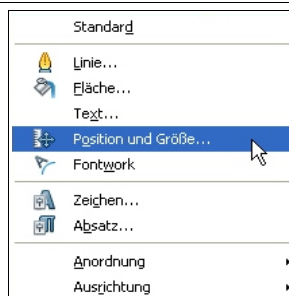 Standard
Linie...
Fläche...
Text...
Position und Größe...
Fontwork
Zeichen...
Absatz...
Anordnung
Ausrichtung